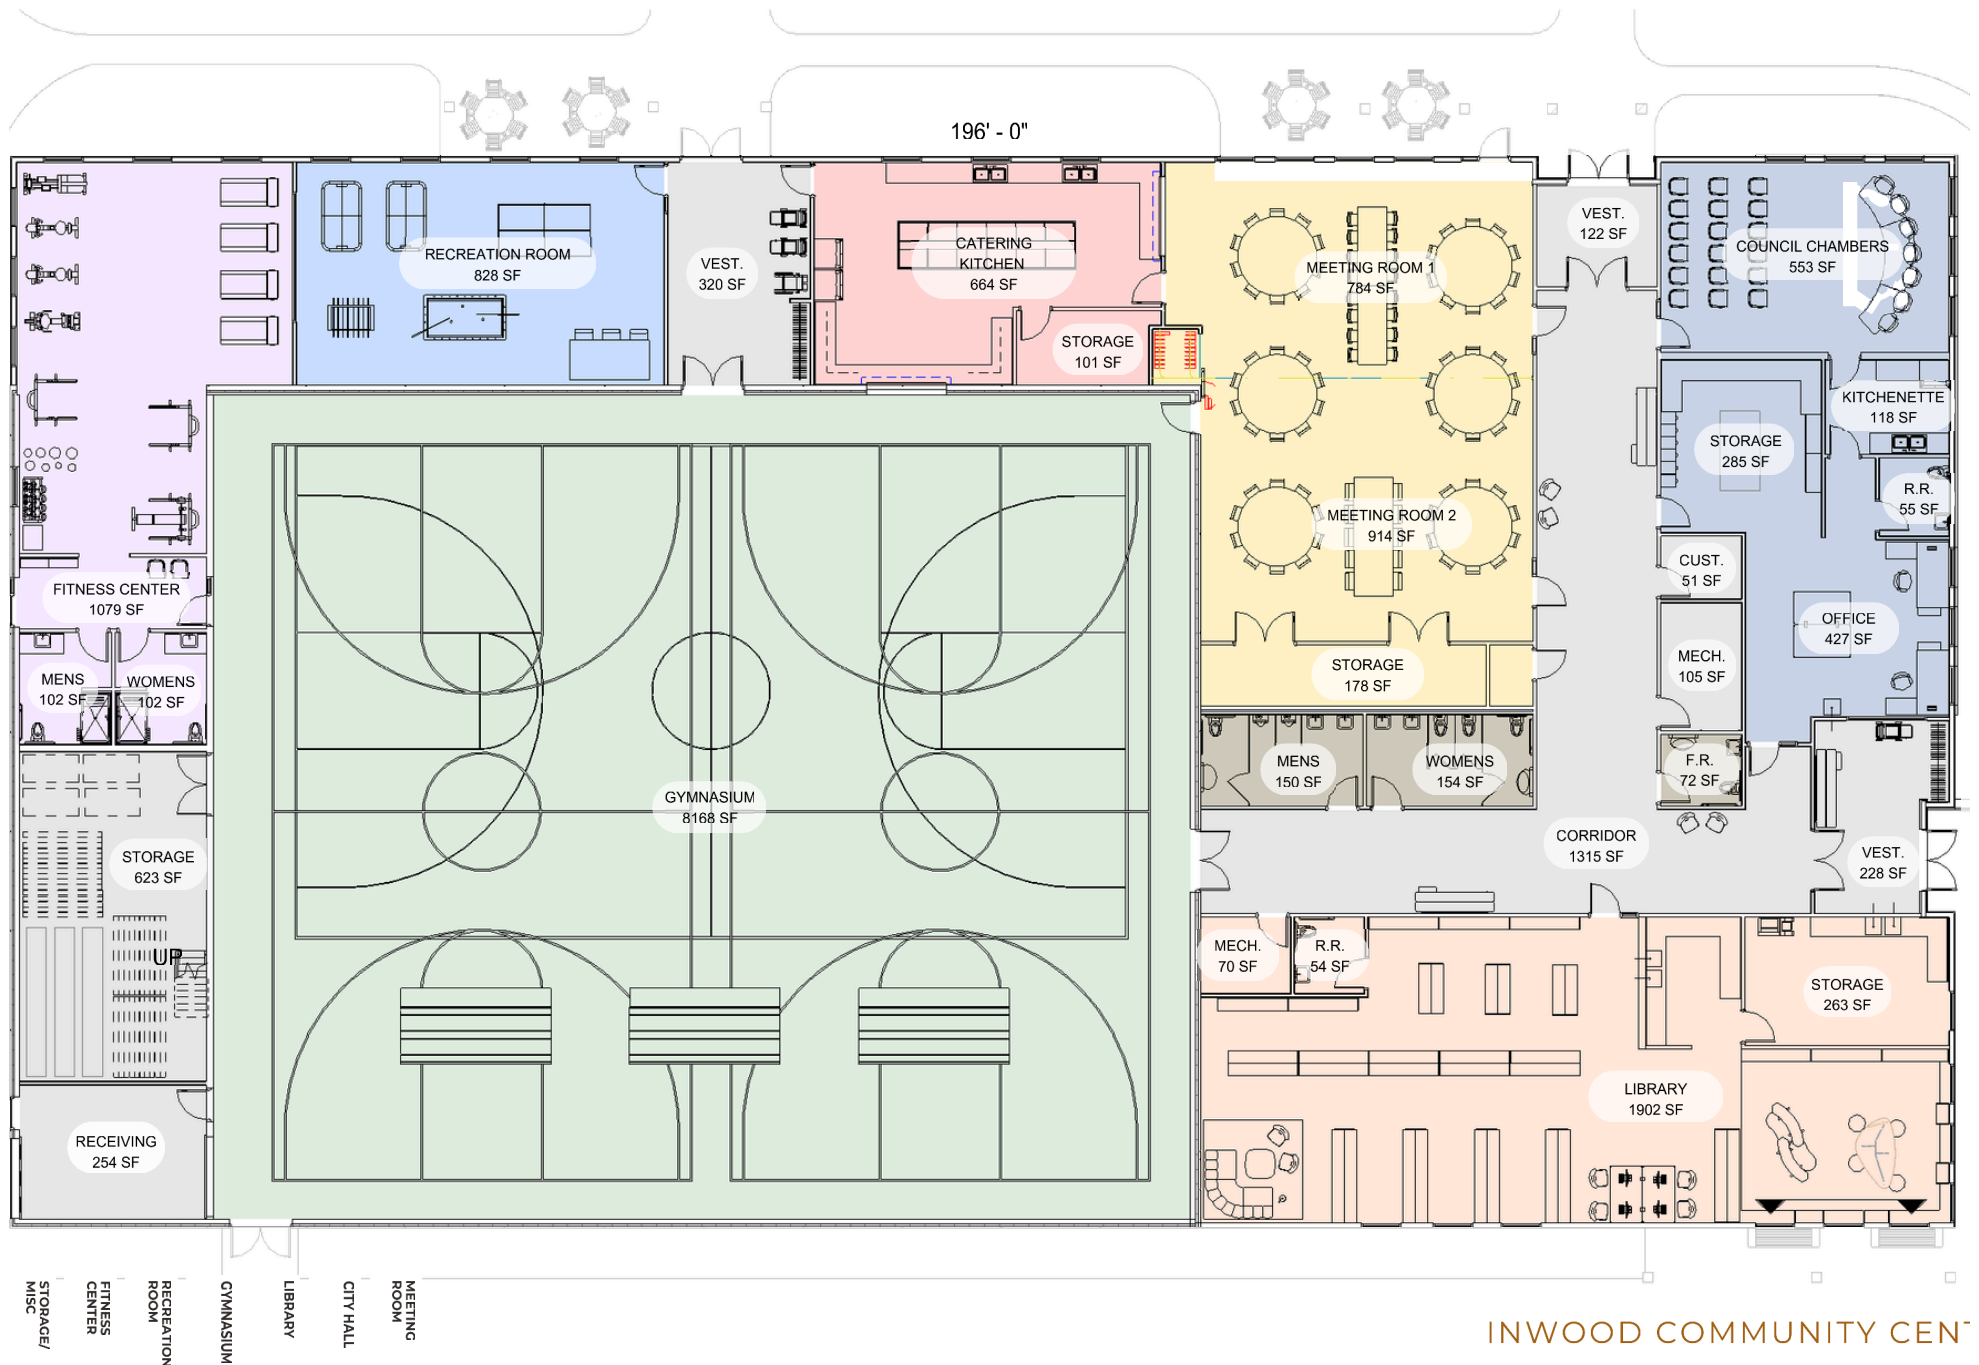 196' - 0"
VEST.
122 SF
COUNCIL CHAMBERS
553 SF
RECREATION ROOM
828 SF
VEST.
320 SF
CATERING
KITCHEN
664 SF
MEETING ROOM 1
784 SF
STORAGE
101 SF
KITCHENETTE
118 SF
STORAGE
285 SF
R.R.
55 SF
MEETING ROOM 2
914 SF
CUST.
51 SF
FITNESS CENTER
1079 SF
OFFICE
427 SF
MECH.
105 SF
STORAGE
178 SF
MENS
102 SF
WOMENS
102 SF
MENS
150 SF
WOMENS
154 SF
F.R.
72 SF
GYMNASIUM
8168 SF
CORRIDOR
1315 SF
VEST.
228 SF
STORAGE
623 SF
UP
MECH.
70 SF
R.R.
54 SF
STORAGE
263 SF
LIBRARY
1902 SF
RECEIVING
254 SF
STORAGE/
MISC
FITNESS
CENTER
RECREATION
ROOM
GYMNASIUM
LIBRARY
CITY HALL
MEETING
ROOM
INWOOD COMMUNITY CENT